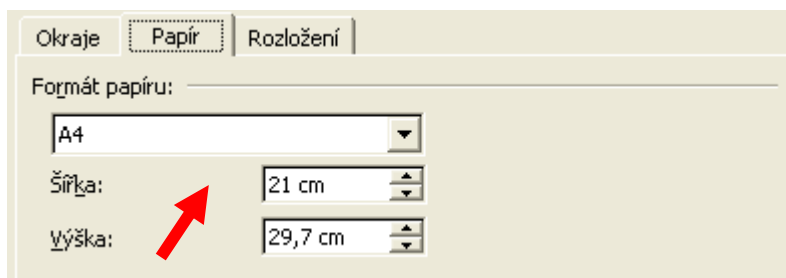 Okraje Papír Rozložení
Formát papíru:
A4
Šířka: 21 cm
Výška: 29,7 cm